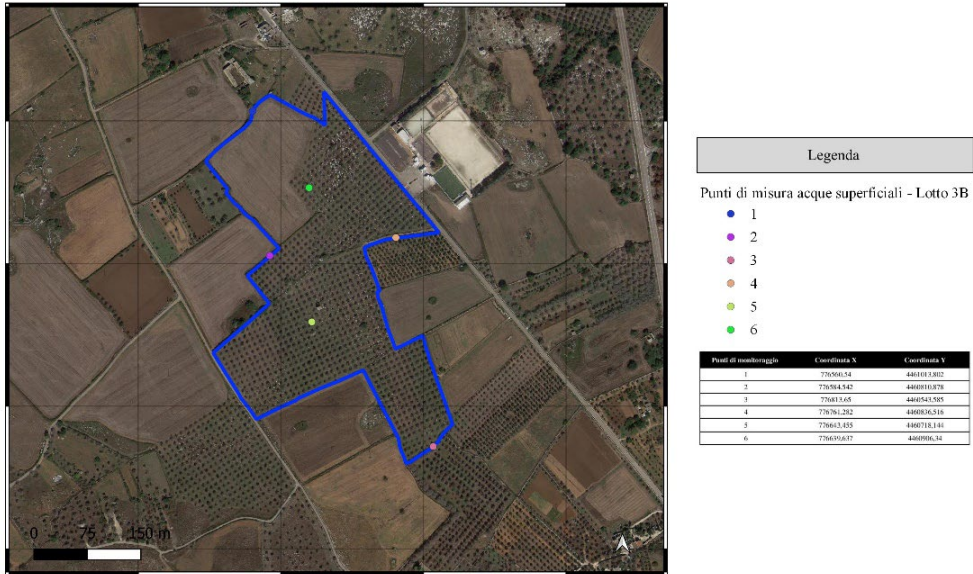 Legenda
Punti di misura acque superficiali - Lotto 3B
1
2
3
4
5
6
Punti di monitoraggio Coordinata X Coordinata Y
1 776560,54 4461013,802
2 776584,542 4460810,878
3 776813,65 4460543,585
4 776761,282 4460836,516
5 776643,455 4460718,144
6 776639,637 4460906,34
0 75 150 m